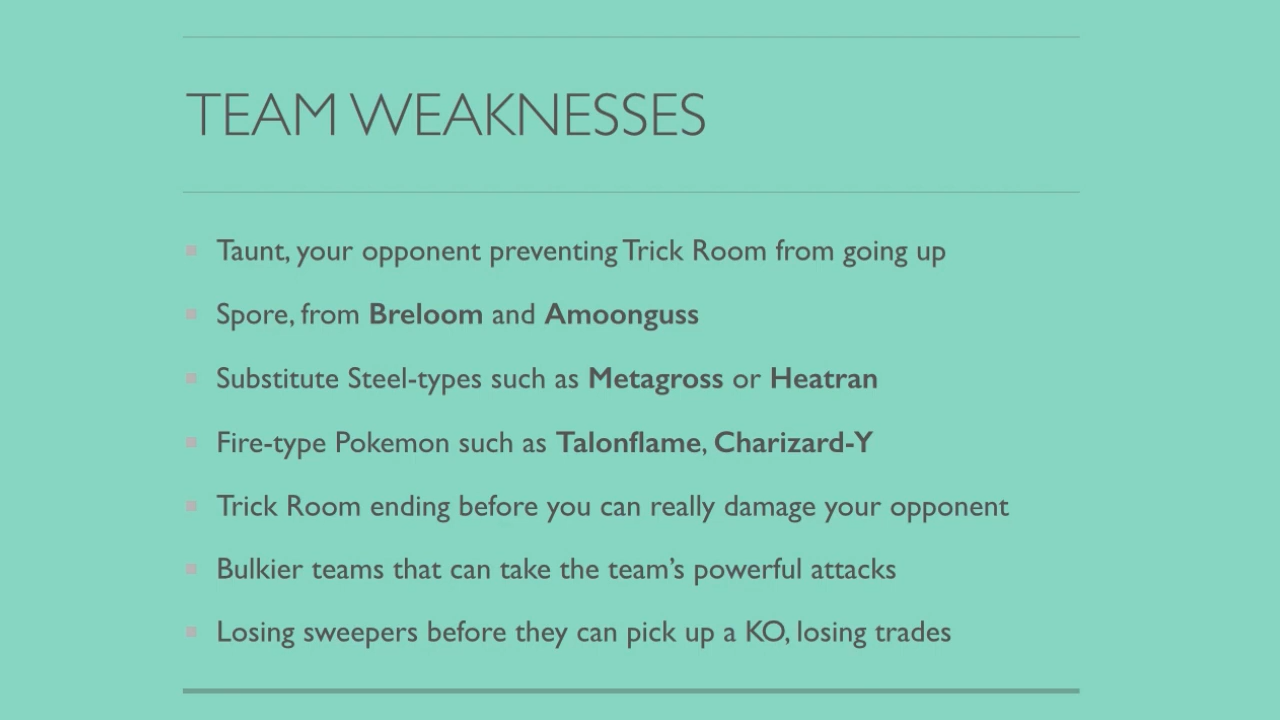 TEAM WEAKNESSES
Taunt, your opponent preventing Trick Room from going up
Spore, from Breloom and Amoonguss
Substitute Steel-types such as Metagross or Heatran
Fire-type Pokemon such as Talonflame, Charizard-Y
Trick Room ending before you can really damage your opponent
Bulkier teams that can take the team’s powerful attacks
Losing sweepers before they can pick up a KO, losing trades